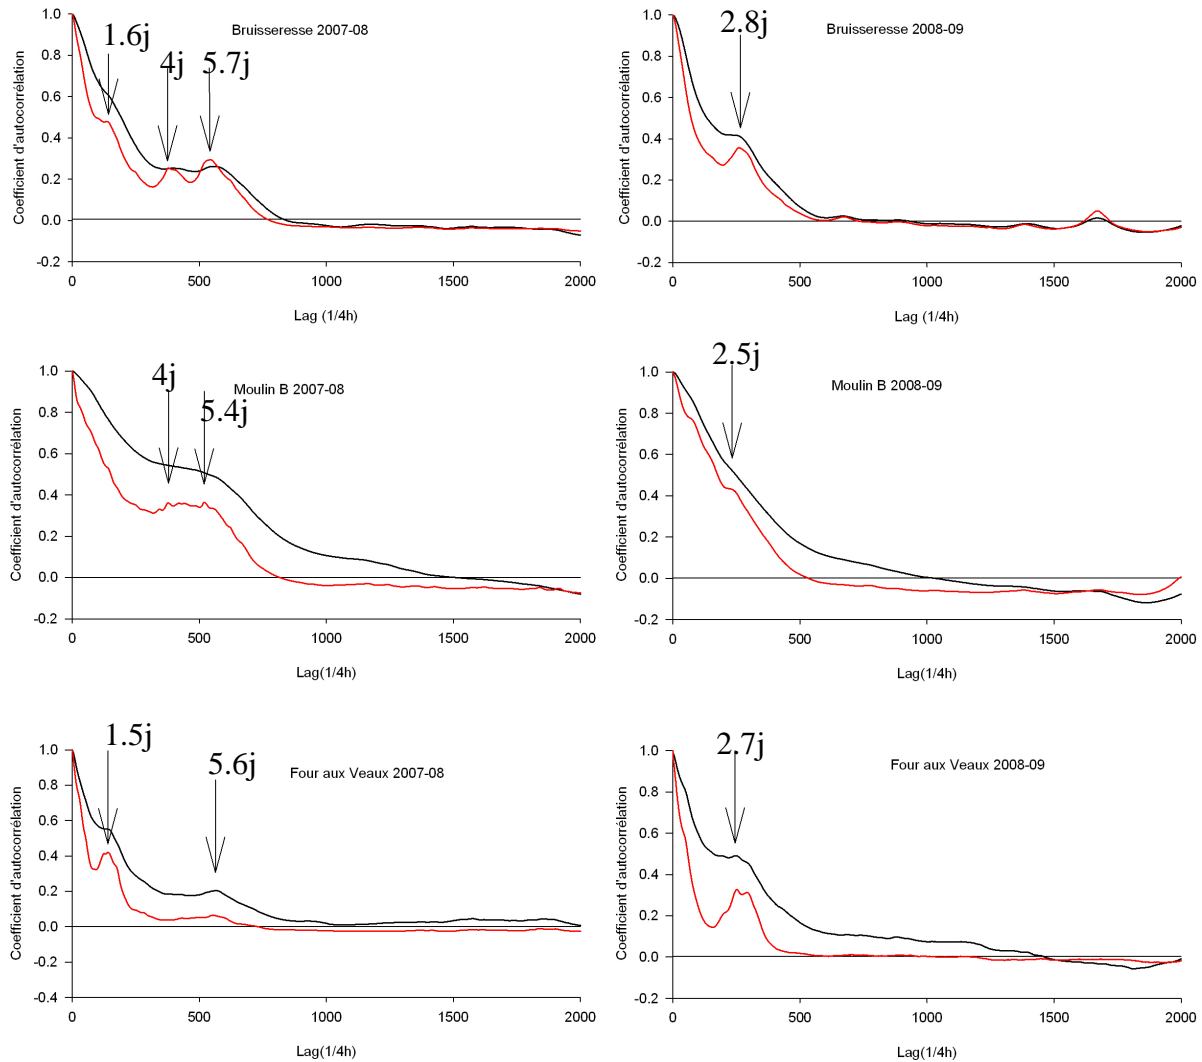 Bruisseresse 2007-08
1.6j
4j
5.7j
Coefficient d'autocorrélation
1.0
0.8
0.6
0.4
0.2
0.0
-0.2
0 500 1000 1500 2000
Lag (1/4h)
Bruisseresse 2008-09
2.8j
Coefficient d'autocorrélation
1.0
0.8
0.6
0.4
0.2
0.0
-0.2
0 500 1000 1500 2000
Lag (1/4h)
Moulin B 2007-08
4j
5.4j
Coefficient d'autocorrélation
1.0
0.8
0.6
0.4
0.2
0.0
-0.2
0 500 1000 1500 2000
Lag(1/4h)
Moulin B 2008-09
2.5j
Coefficient d'autocorrélation
1.0
0.8
0.6
0.4
0.2
0.0
-0.2
0 500 1000 1500 2000
Lag(1/4h)
Four aux Veaux 2007-08
1.5j
5.6j
Coefficient d'autocorrélation
1.0
0.8
0.6
0.4
0.2
0.0
-0.2
-0.4
0 500 1000 1500 2000
Lag(1/4h)
Four aux Veaux 2008-09
2.7j
Coefficient d'autocorrélation
1.0
0.8
0.6
0.4
0.2
0.0
-0.2
0 500 1000 1500 2000
Lag(1/4h)